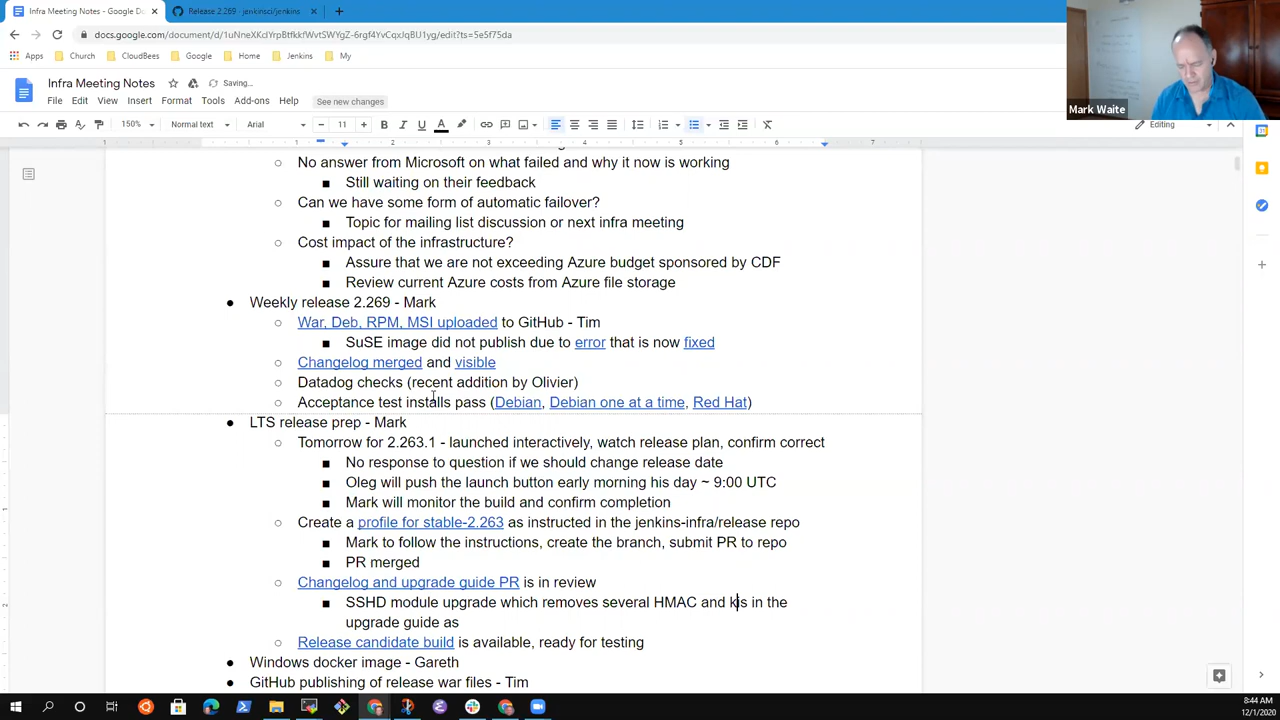 Infra Meeting Notes - Google Do
Release 2.269 · jenkinsci/jenkins
Apps Church CloudBees Google Home Jenkins My
Infra Meeting Notes Saving...
File Edit View Insert Format Tools Add-ons Help See new changes
150% Normal text Arial 11 Editing
1 1 2 3 4 5 6 7
No answer from Microsoft on what failed and why it now is working
Still waiting on their feedback
Can we have some form of automatic failover?
Topic for mailing list discussion or next infra meeting
Cost impact of the infrastructure?
Assure that we are not exceeding Azure budget sponsored by CDF
Review current Azure costs from Azure file storage
Weekly release 2.269 - Mark
War, Deb, RPM, MSI uploaded to GitHub - Tim
SuSE image did not publish due to error that is now fixed
Changelog merged and visible
Datadog checks (recent addition by Olivier)
Acceptance test installs pass (Debian, Debian one at a time, Red Hat)
LTS release prep - Mark
Tomorrow for 2.263.1 - launched interactively, watch release plan, confirm correct
No response to question if we should change release date
Oleg will push the launch button early morning his day ~ 9:00 UTC
Mark will monitor the build and confirm completion
Create a profile for stable-2.263 as instructed in the jenkins-infra/release repo
Mark to follow the instructions, create the branch, submit PR to repo
PR merged
Changelog and upgrade guide PR is in review
SSHD module upgrade which removes several HMAC and kis in the
upgrade guide as
Release candidate build is available, ready for testing
Windows docker image - Gareth
GitHub publishing of release war files - Tim
Mark Waite
8:44 AM
12/1/2020